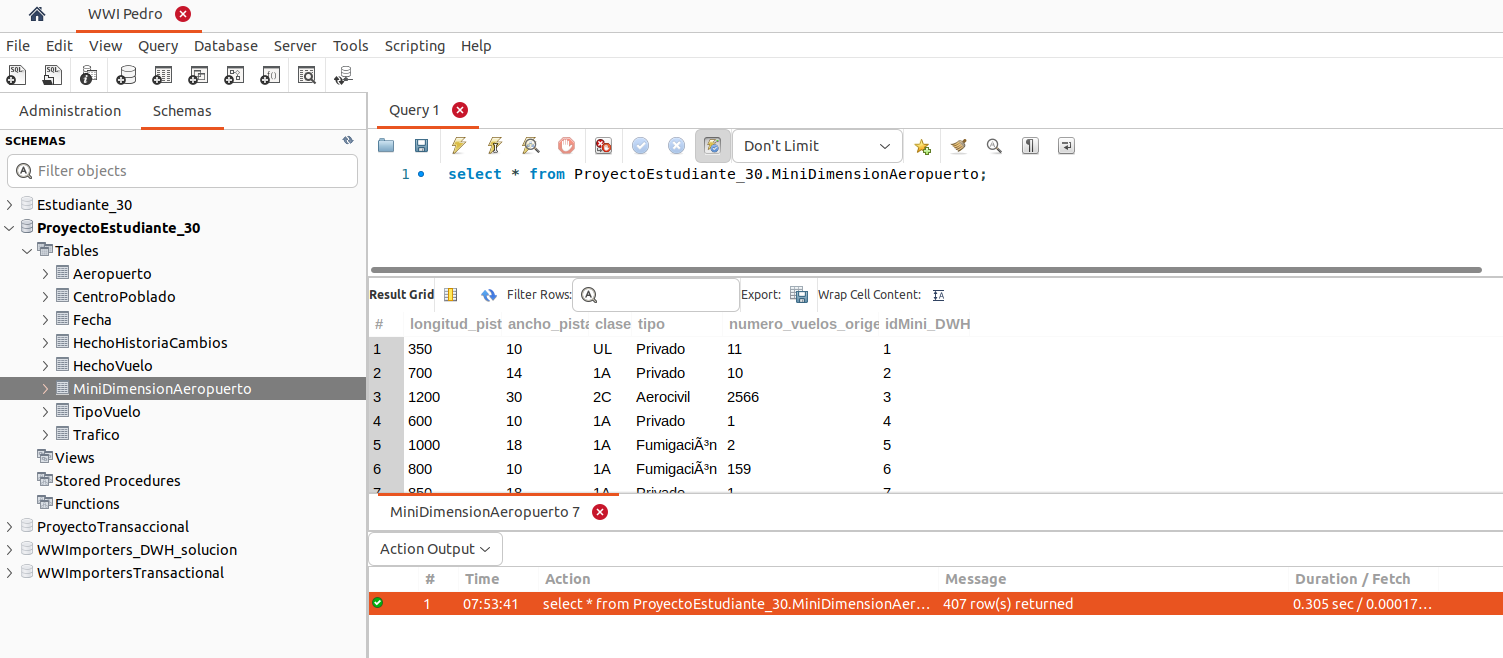 WWI Pedro
File Edit View Query Database Server Tools Scripting Help
Administration Schemas
SCHEMAS
Filter objects
Estudiante_30
ProyectoEstudiante_30
Tables
Aeropuerto
CentroPoblado
Fecha
HechoHistoriaCambios
HechoVuelo
MiniDimensionAeropuerto
TipoVuelo
Trafico
Views
Stored Procedures
Functions
ProyectoTransaccional
WWImporters_DWH_solucion
WWImportersTransactional
Query 1
Don't Limit
1 select * from ProyectoEstudiante_30.MiniDimensionAeropuerto;
Result Grid Filter Rows: Export: Wrap Cell Content:
# longitud_pist ancho_pista clase tipo numero_vuelos_orige idMini_DWH
1 350 10 UL Privado 11 1
2 700 14 1A Privado 10 2
3 1200 30 2C Aerocivil 2566 3
4 600 10 1A Privado 1 4
5 1000 18 1A FumigaciÃ³n 2 5
6 800 10 1A FumigaciÃ³n 159 6
7 850 18 1A Privado 1 7
MiniDimensionAeropuerto 7
Action Output
# Time Action Message Duration / Fetch
1 07:53:41 select * from ProyectoEstudiante_30.MiniDimensionAer... 407 row(s) returned 0.305 sec / 0.00017...